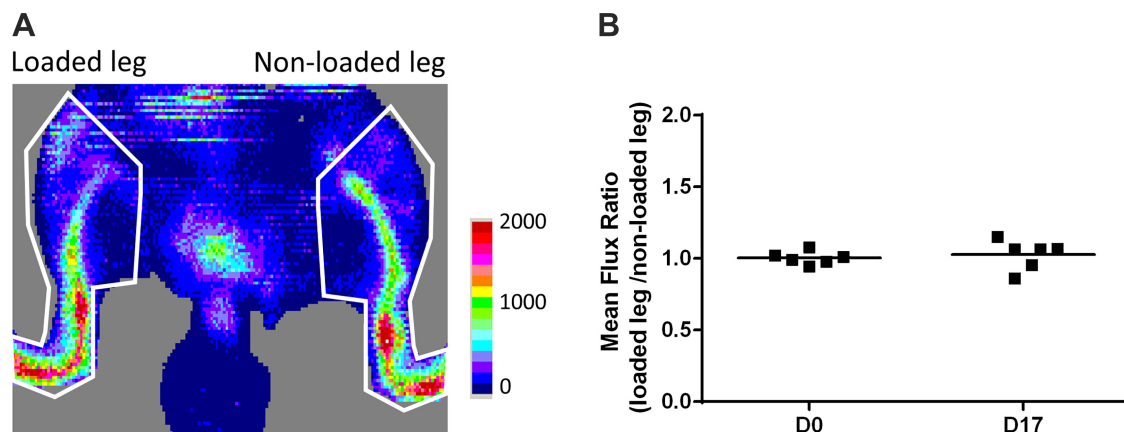 A
Loaded leg
Non-loaded leg
2000
1000
0
B
Mean Flux Ratio
(loaded leg /non-loaded leg)
2.0
1.5
1.0
0.5
0.0
D0
D17